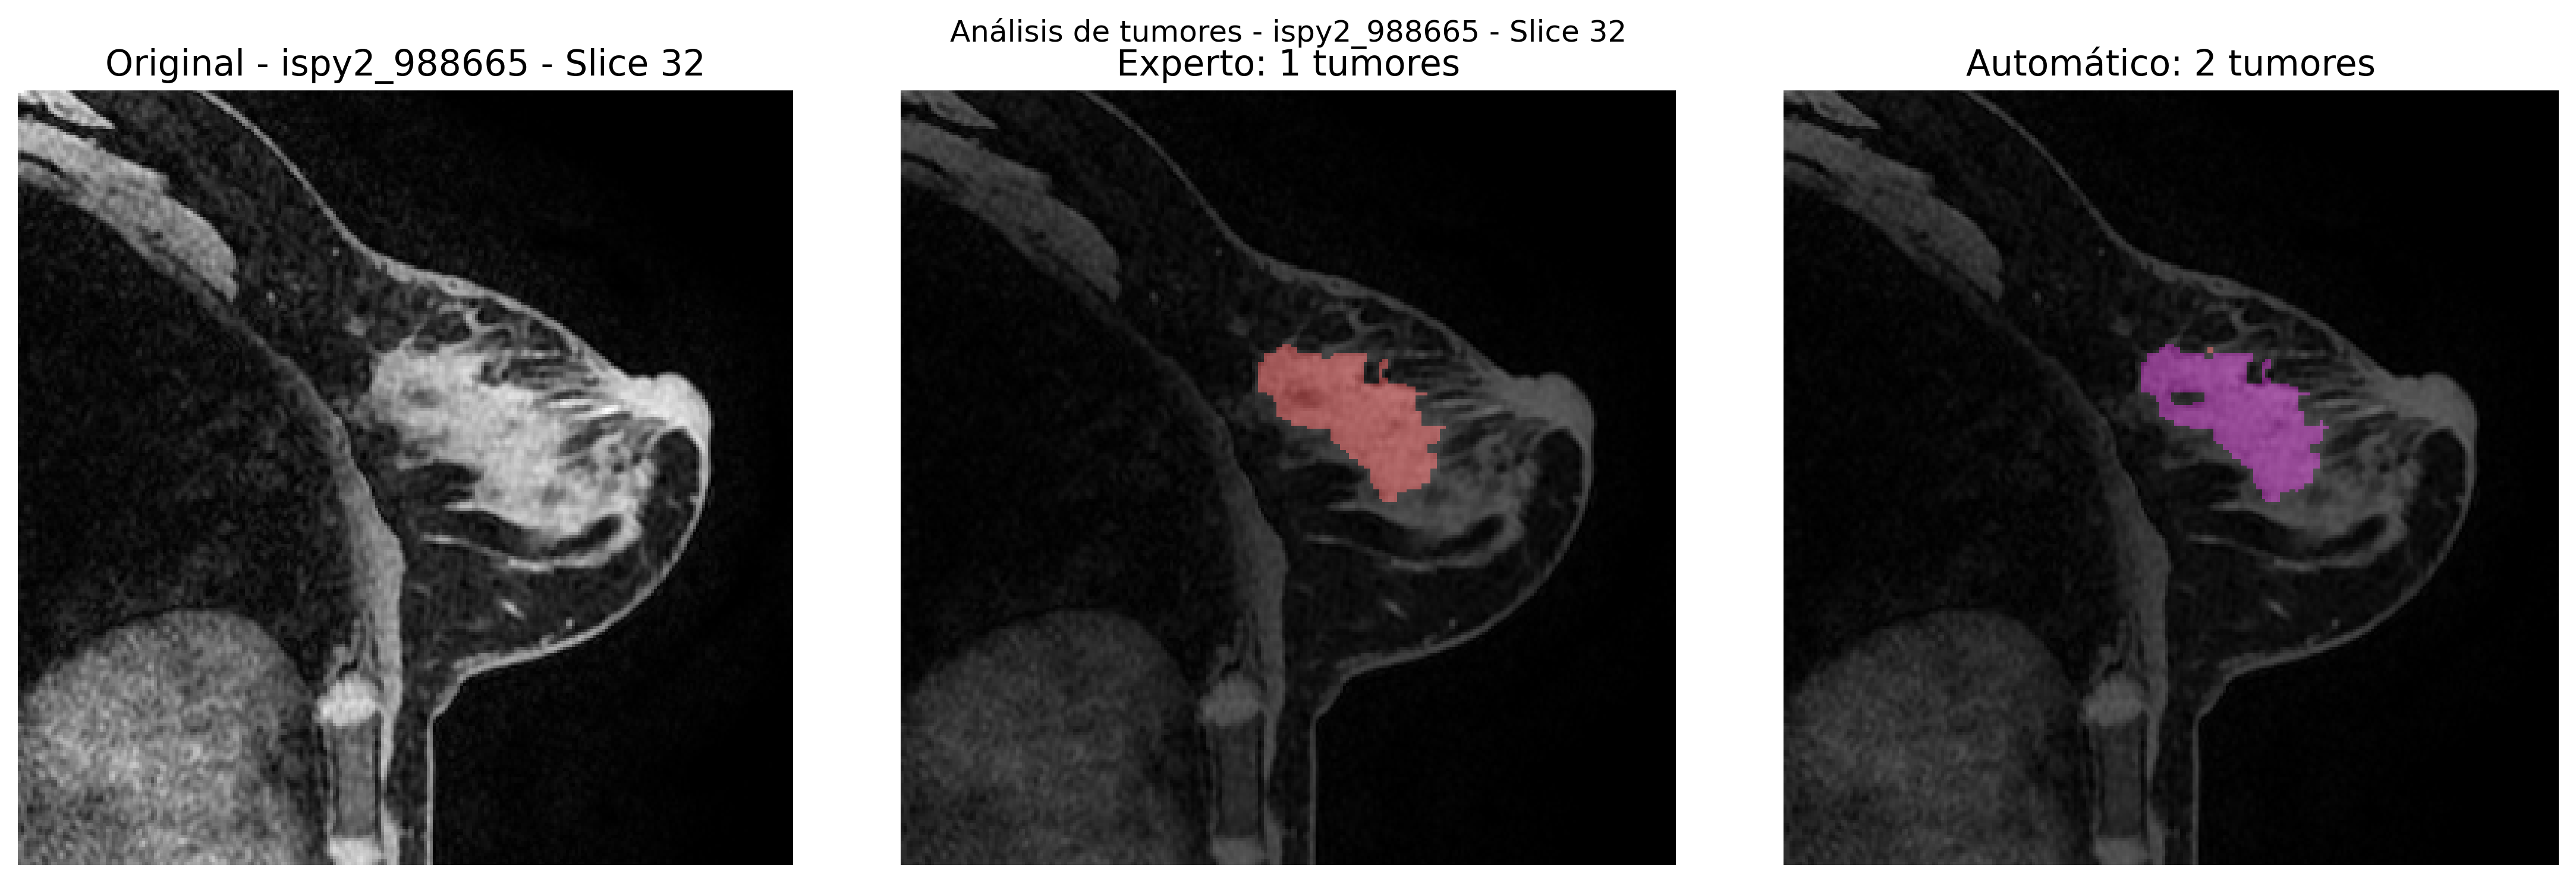 Análisis de tumores - ispy2_988665 - Slice 32
Original - ispy2_988665 - Slice 32
Experto: 1 tumores
Automático: 2 tumores